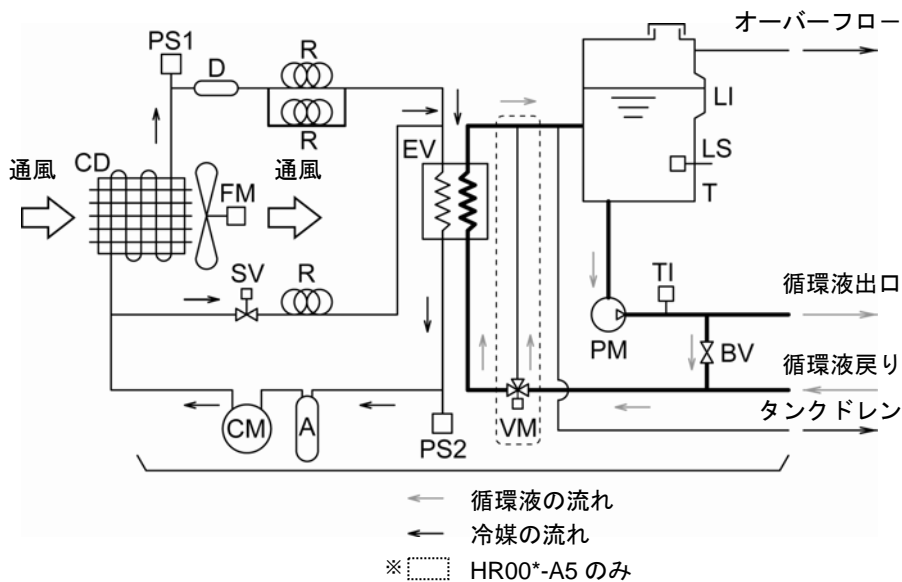 オーバーフロー
PS1
D
R
R
LI
LS
T
EV
CD
通風
FM
通風
SV
R
TI
循環液出口
PM
BV
循環液戻り
タンクドレン
CM
A
PS2
VM
循環液の流れ
冷媒の流れ
※ HR00*-A5 のみ